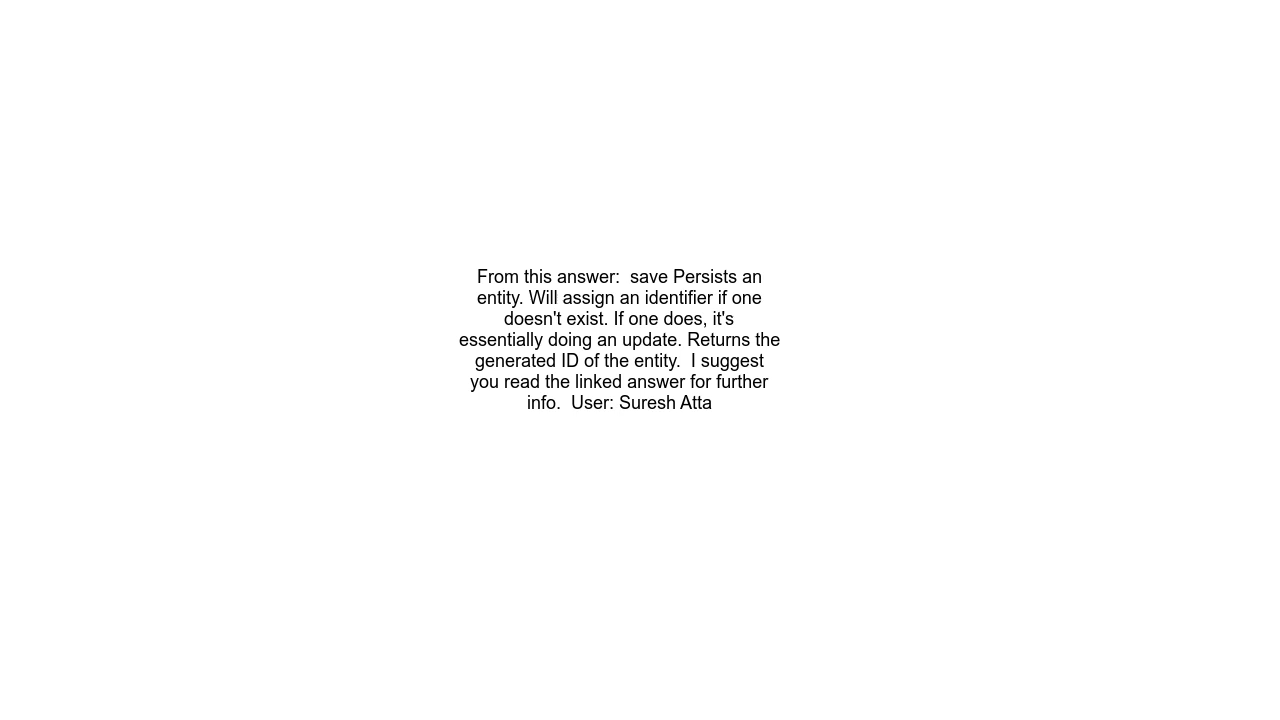 From this answer:  save Persists an
entity. Will assign an identifier if one
doesn't exist. If one does, it's
essentially doing an update. Returns the
generated ID of the entity.  I suggest
you read the linked answer for further
info.  User: Suresh Atta